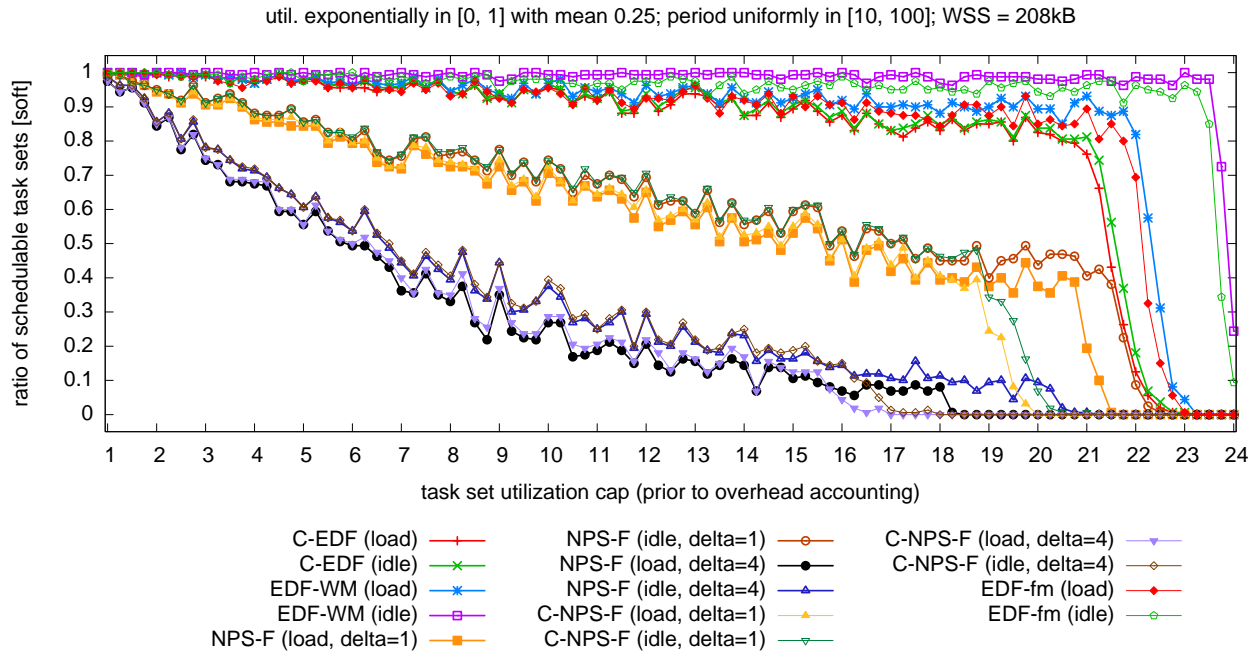 util. exponentially in [0, 1] with mean 0.25; period uniformly in [10, 100]; WSS = 208kB
ratio of schedulable task sets [soft]
1
0.9
0.8
0.7
0.6
0.5
0.4
0.3
0.2
0.1
0
1 2 3 4 5 6 7 8 9 10 11 12 13 14 15 16 17 18 19 20 21 22 23 24
task set utilization cap (prior to overhead accounting)
C-EDF (load)
C-EDF (idle)
EDF-WM (load)
EDF-WM (idle)
NPS-F (load, delta=1)
NPS-F (idle, delta=1)
NPS-F (load, delta=4)
NPS-F (idle, delta=4)
C-NPS-F (load, delta=1)
C-NPS-F (idle, delta=1)
C-NPS-F (load, delta=4)
C-NPS-F (idle, delta=4)
EDF-fm (load)
EDF-fm (idle)